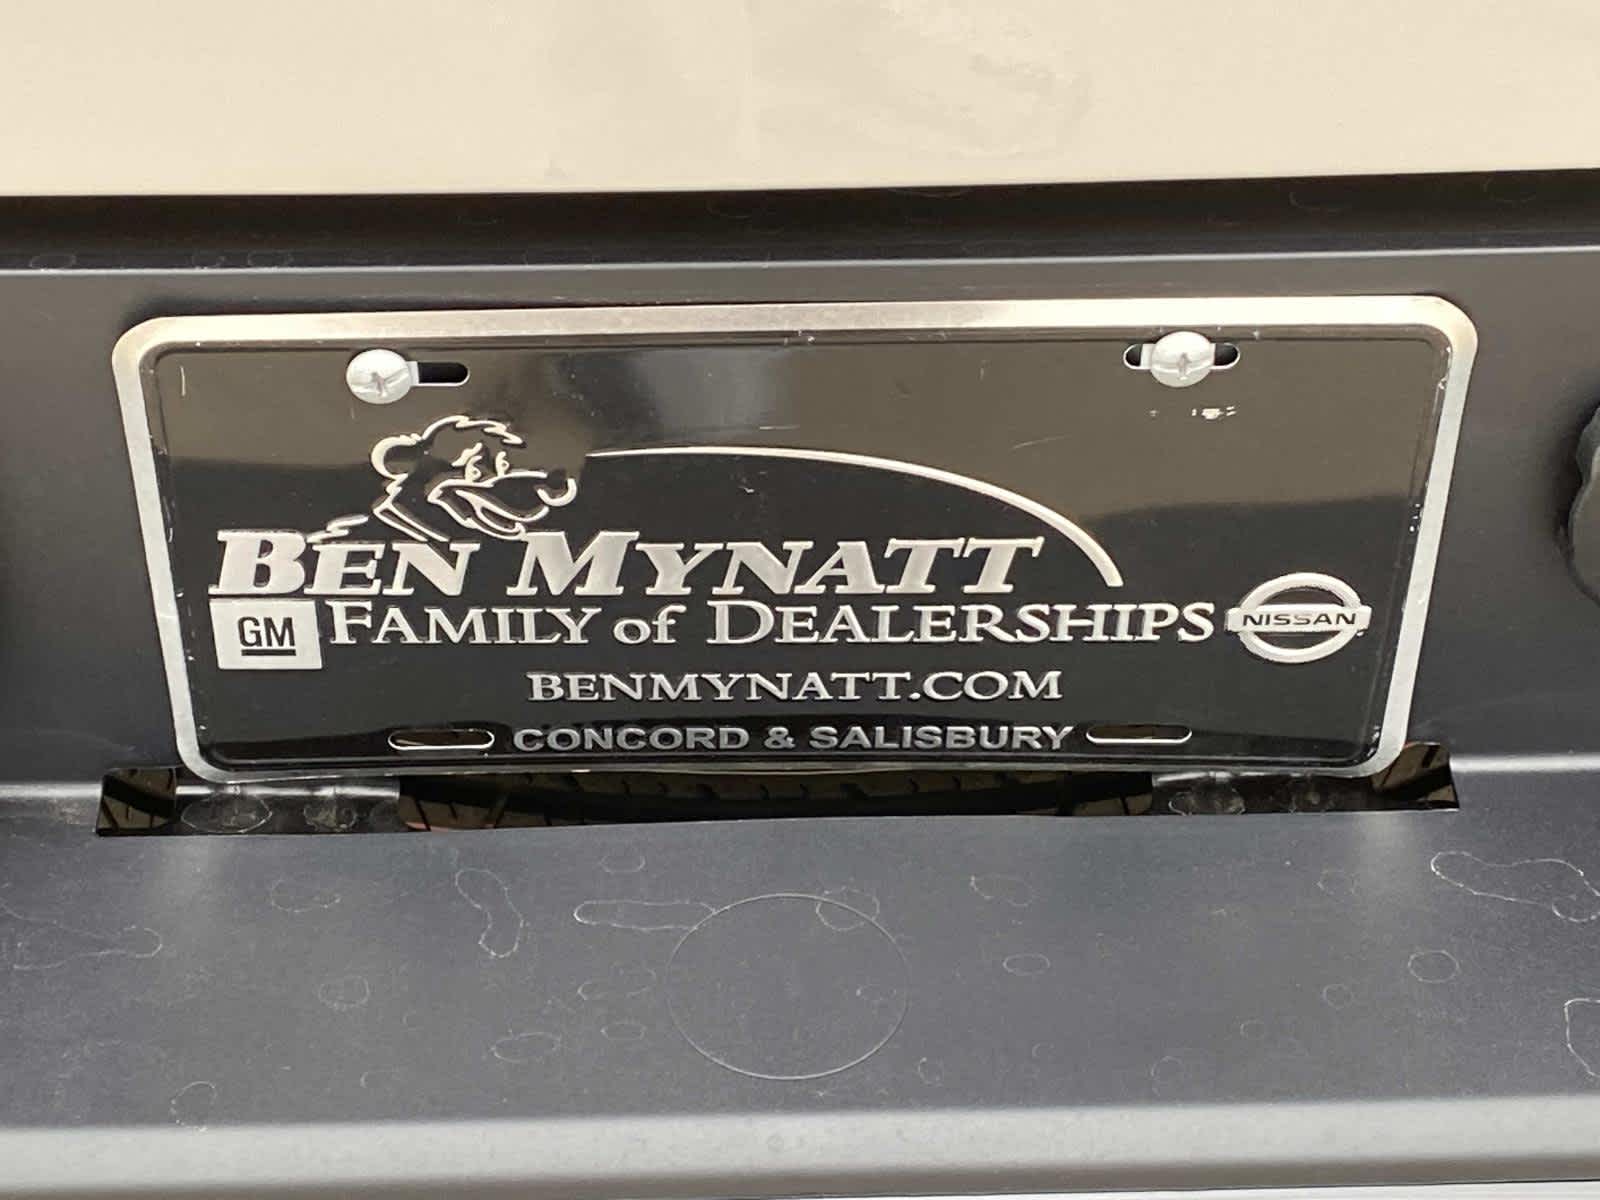 BEN MYNATT
GM FAMILY of DEALERSHIPS NISSAN
BENMYNATT.COM
CONCORD & SALISBURY